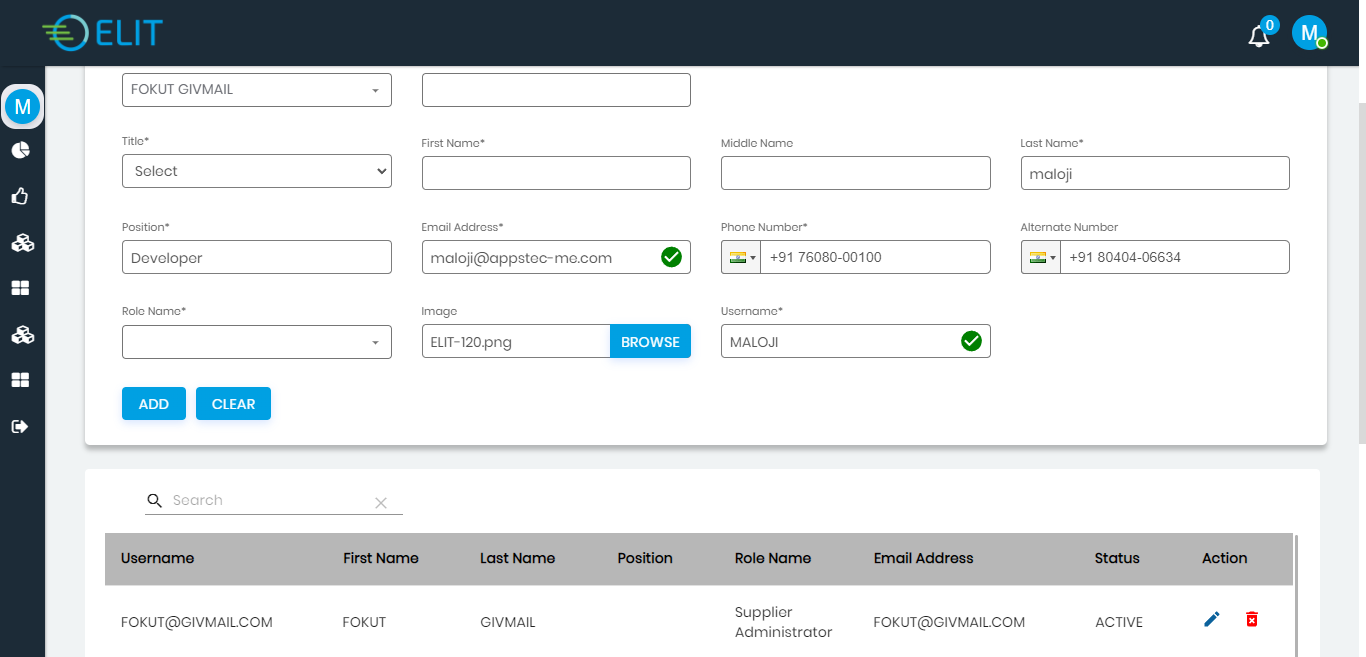 ELIT
0
M
M
FOKUT GIVMAIL
Title*
First Name*
Middle Name
Last Name*
Select
maloji
Position*
Email Address*
Phone Number*
Alternate Number
Developer
maloji@appstec-me.com
+91 76080-00100
+91 80404-06634
Role Name*
Image
Username*
ELIT-120.png
BROWSE
MALOJI
ADD
CLEAR
Search
Username
First Name
Last Name
Position
Role Name
Email Address
Status
Action
FOKUT@GIVMAIL.COM
FOKUT
GIVMAIL
Supplier
Administrator
FOKUT@GIVMAIL.COM
ACTIVE